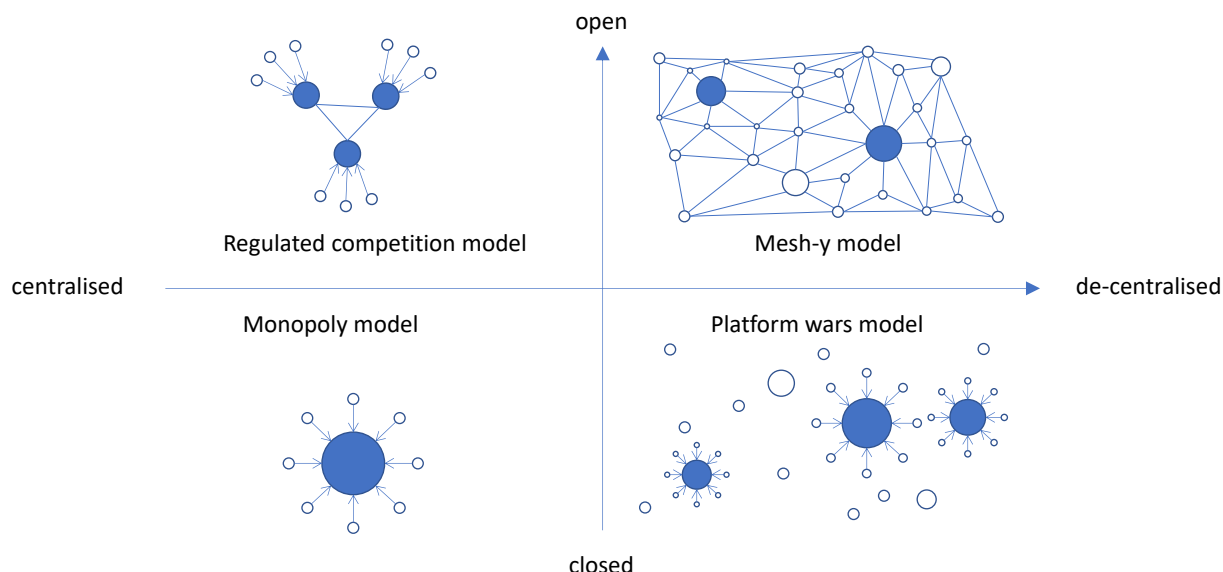 open
Regulated competition model
Mesh-y model
centralised
de-centralised
Monopoly model
Platform wars model
closed